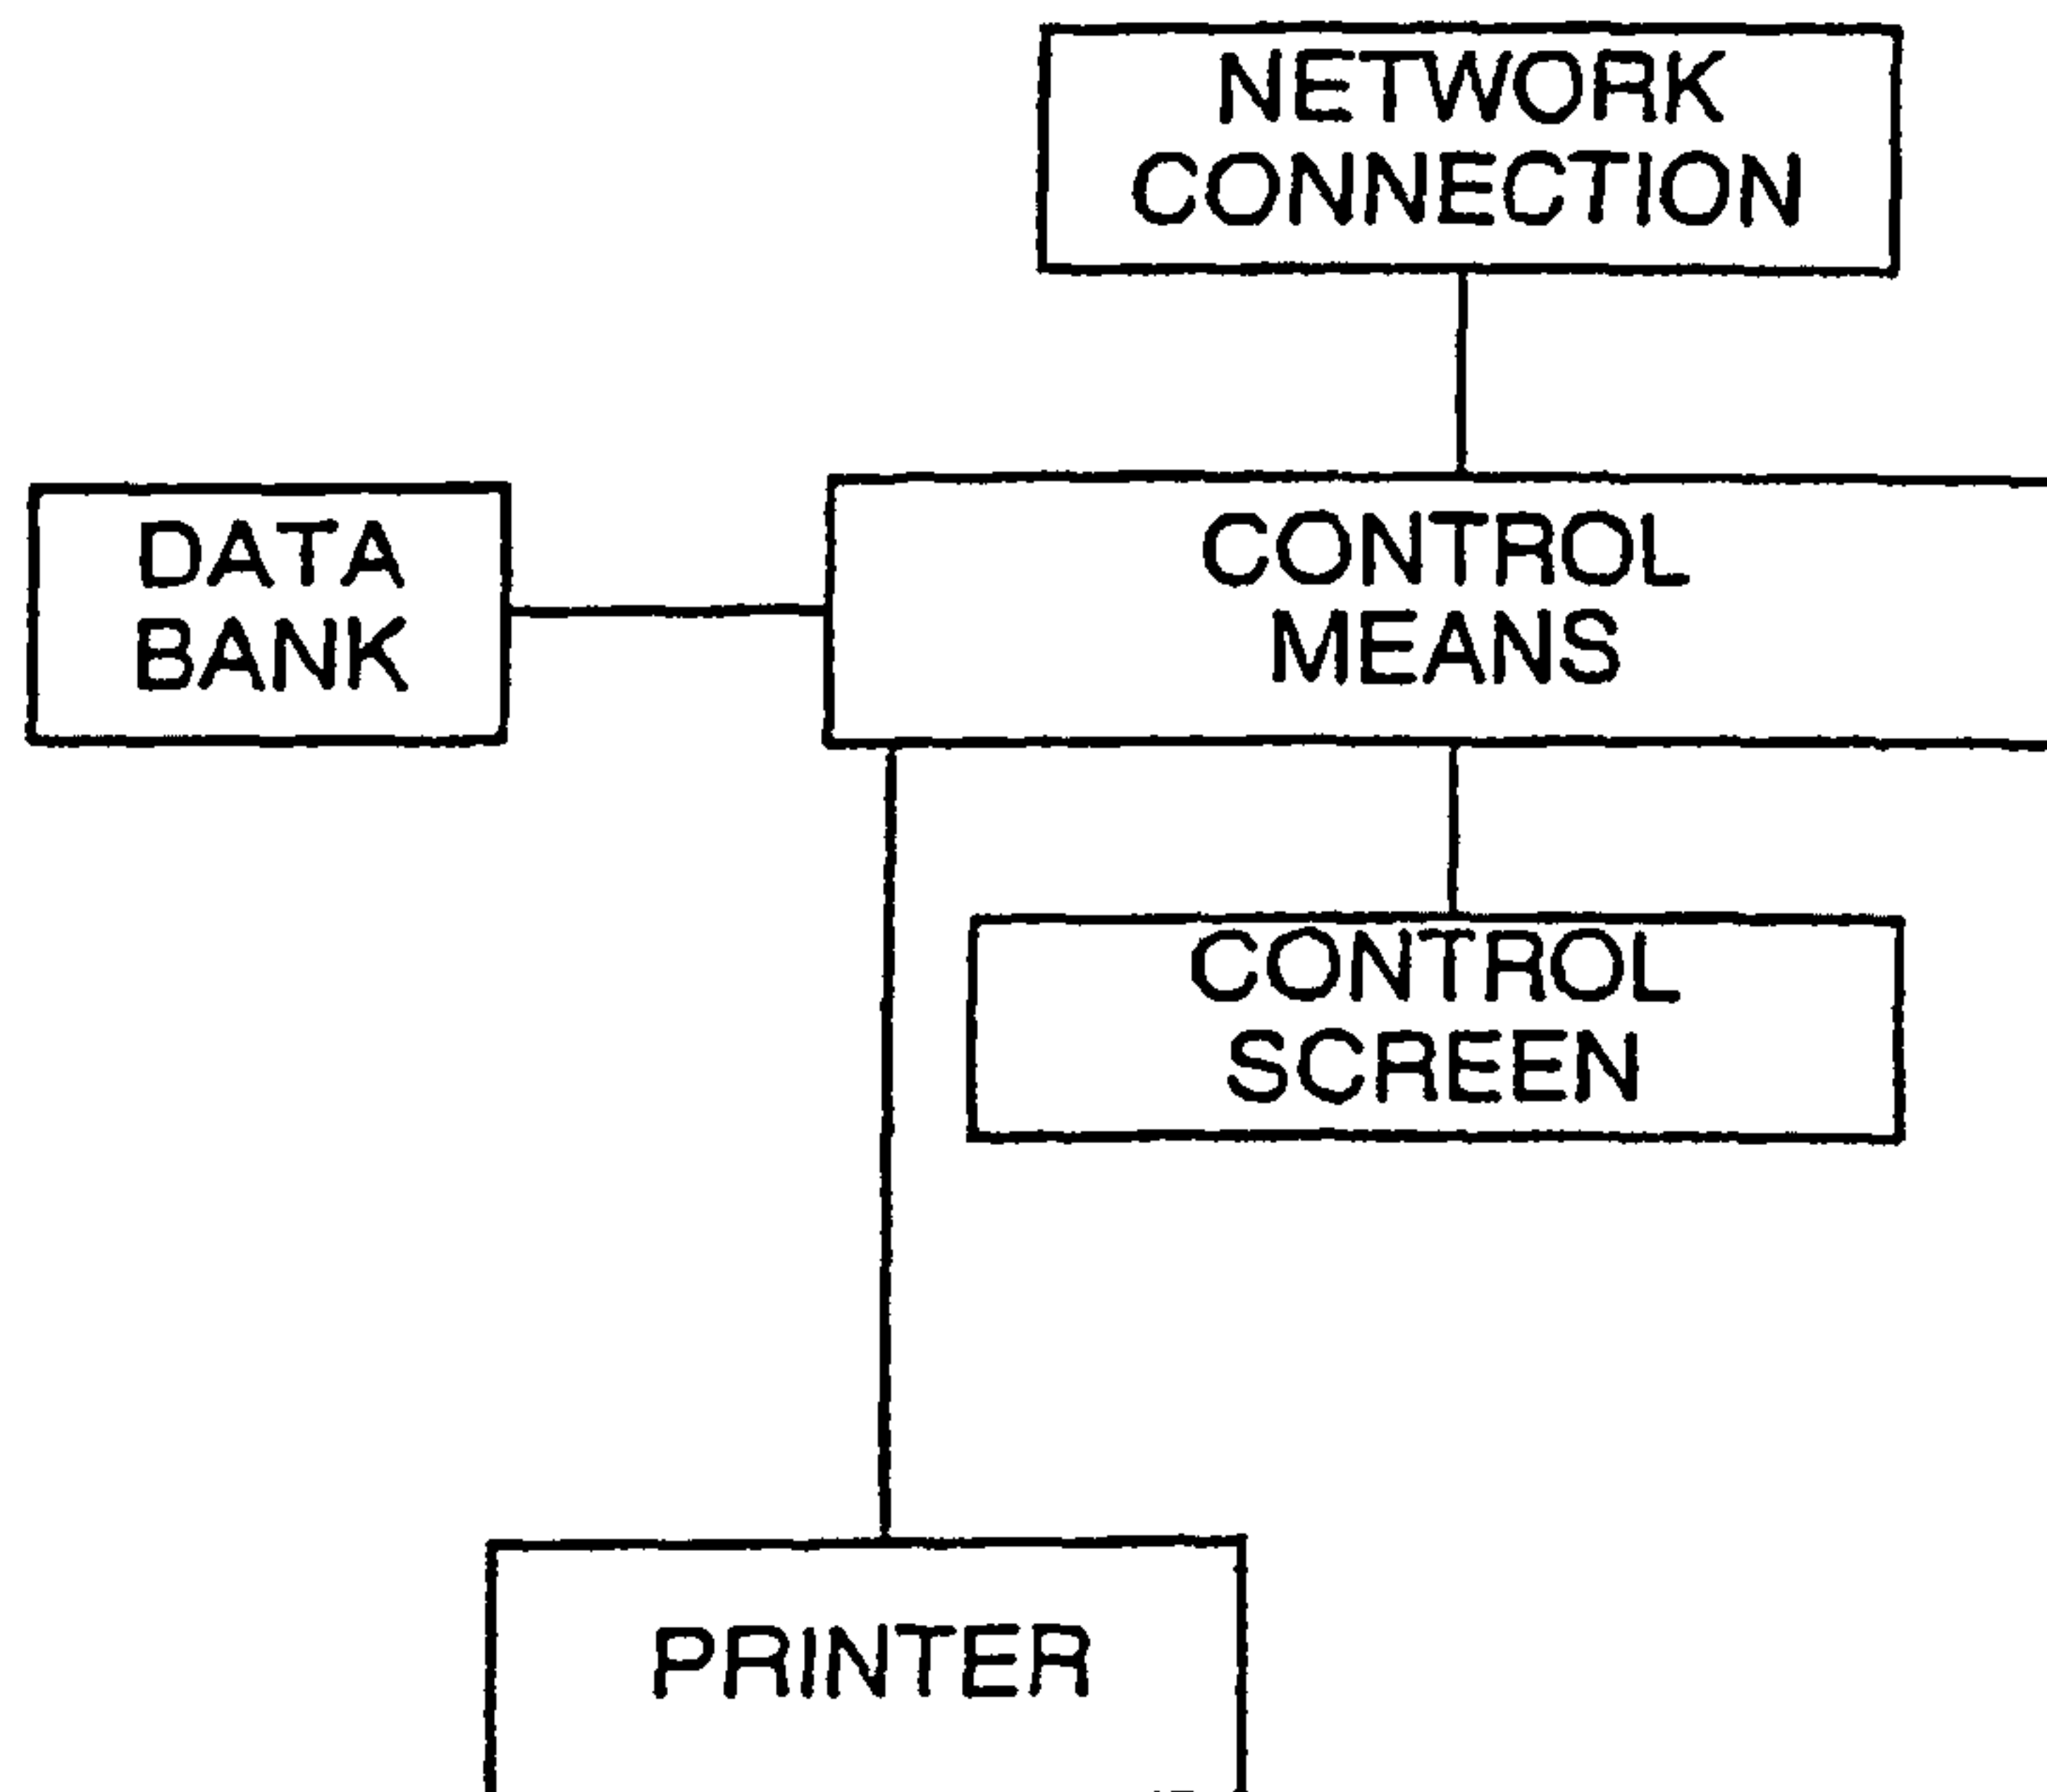 NETWORK
CONNECTION
DATA
BANK
CONTROL
MEANS
CONTROL
SCREEN
PRINTER